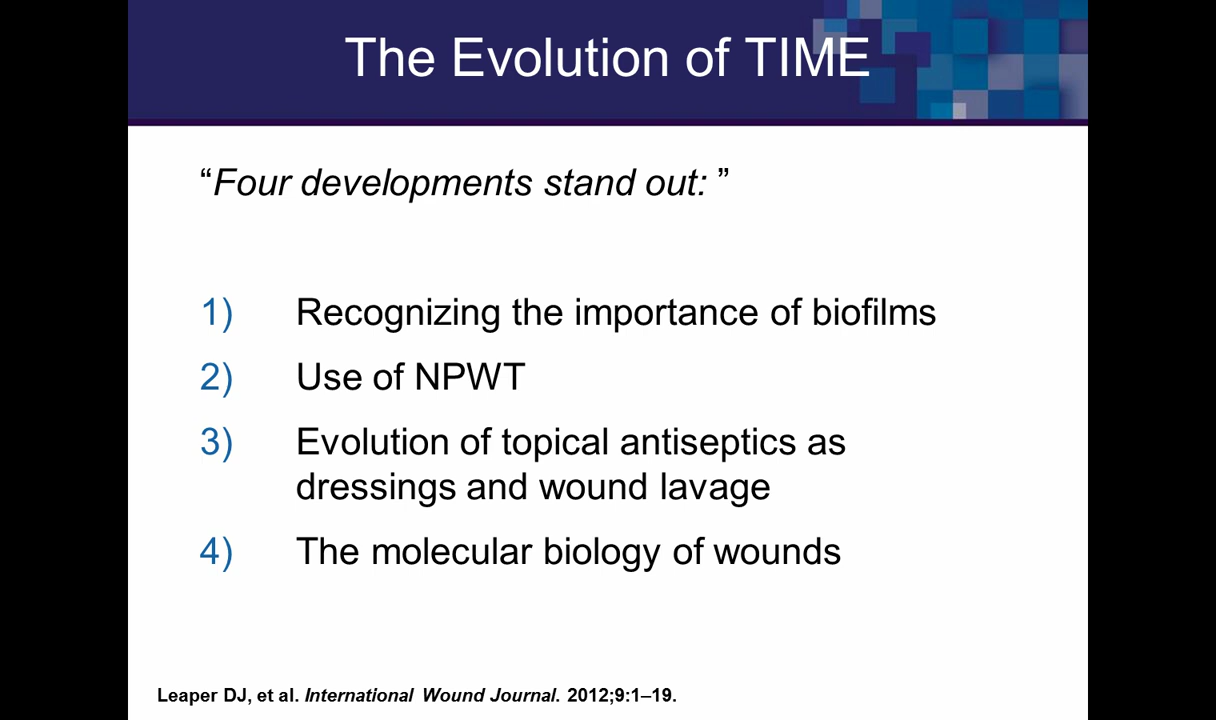 The Evolution of TIME
“Four developments stand out: ”
1) Recognizing the importance of biofilms
2) Use of NPWT
3) Evolution of topical antiseptics as
dressings and wound lavage
4) The molecular biology of wounds
Leaper DJ, et al. International Wound Journal. 2012;9:1–19.